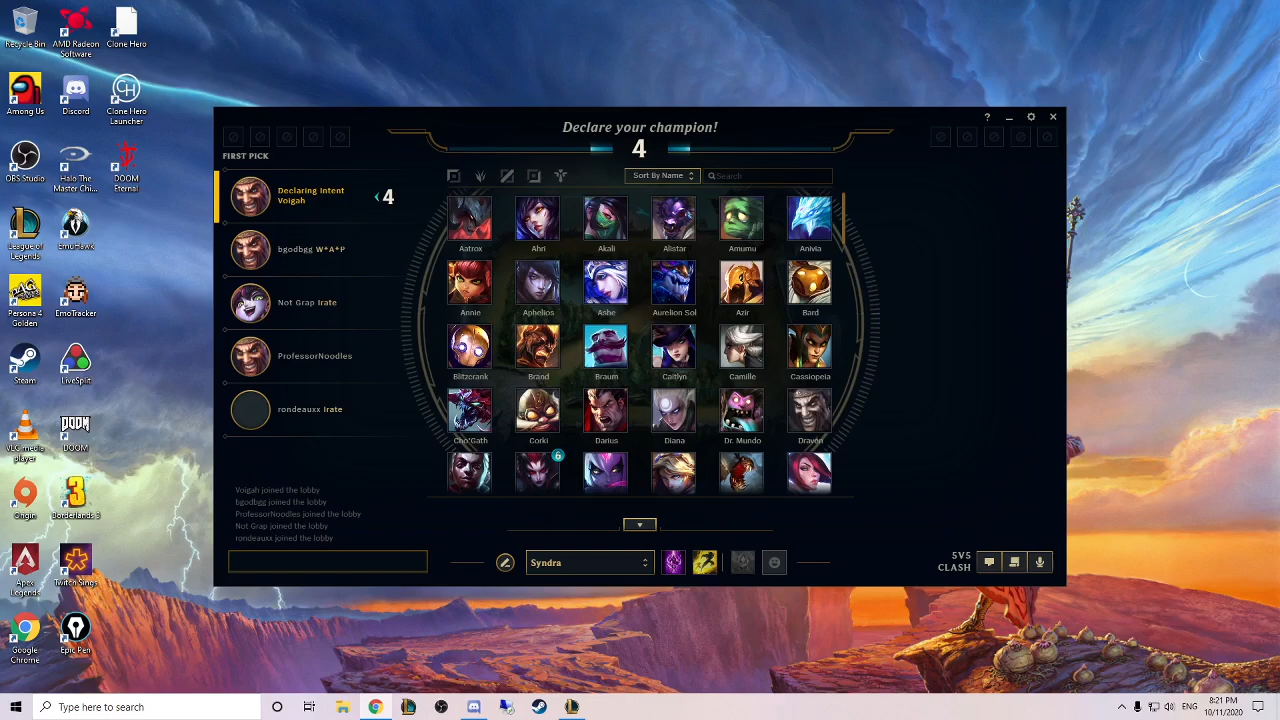 Recycle Bin
AMD Radeon
Software
Clone Hero
Among Us
Discord
CH
Clone Hero
Launcher
OBS Studio
Halo The
Master Chi...
DOOM
Eternal
League of
Legends
EmuHawk
Persona 4
Golden
EmoTracker
Steam
LiveSplit
VLC media
player
DOOM
DOOM
Origin
3
Borderlands 3
Apex
Legends
Twitch Sings
Google
Chrome
Epic Pen
?
Declare your champion!
4
FIRST PICK
Declaring Intent
Voigah
4
bgodbgg W*A*P
Not Grap Irate
ProfessorNoodles
rondeauxx Irate
Sort By Name
Search
Aatrox
Ahri
Akali
Alistar
Amumu
Anivia
Annie
Aphelios
Ashe
Aurelion Sol
Azir
Bard
Blitzcrank
Brand
Braum
Caitlyn
Camille
Cassiopeia
Cho'Gath
Corki
Darius
Diana
Dr. Mundo
Draven
6
Voigah joined the lobby
bgodbgg joined the lobby
ProfessorNoodles joined the lobby
Not Grap joined the lobby
rondeauxx joined the lobby
Syndra
5V5
CLASH
Type here to search
ENG
8:21 PM
10/11/2020